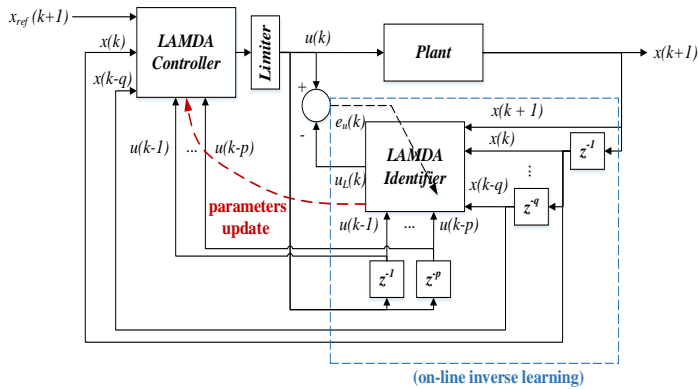 x_ref (k+1)
x(k)
x(k-q)
LAMDA
Controller
Limiter
u(k)
Plant
x(k+1)
+
-
e_u(k)
x(k + 1)
x(k)
z^-1
...
LAMDA
Identifier
u_L(k)
x(k-q)
z^-q
u(k-1)
...
u(k-p)
parameters
update
u(k-1)
...
u(k-p)
z^-1
z^-p
(on-line inverse learning)